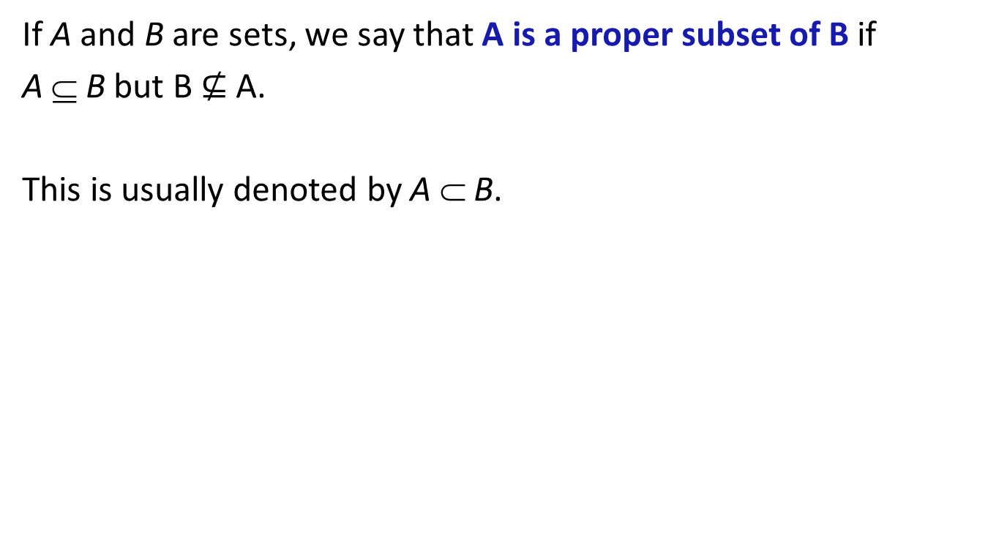 If A and B are sets, we say that A is a proper subset of B if
A ⊆ B but B ⊈ A.
This is usually denoted by A ⊂ B.